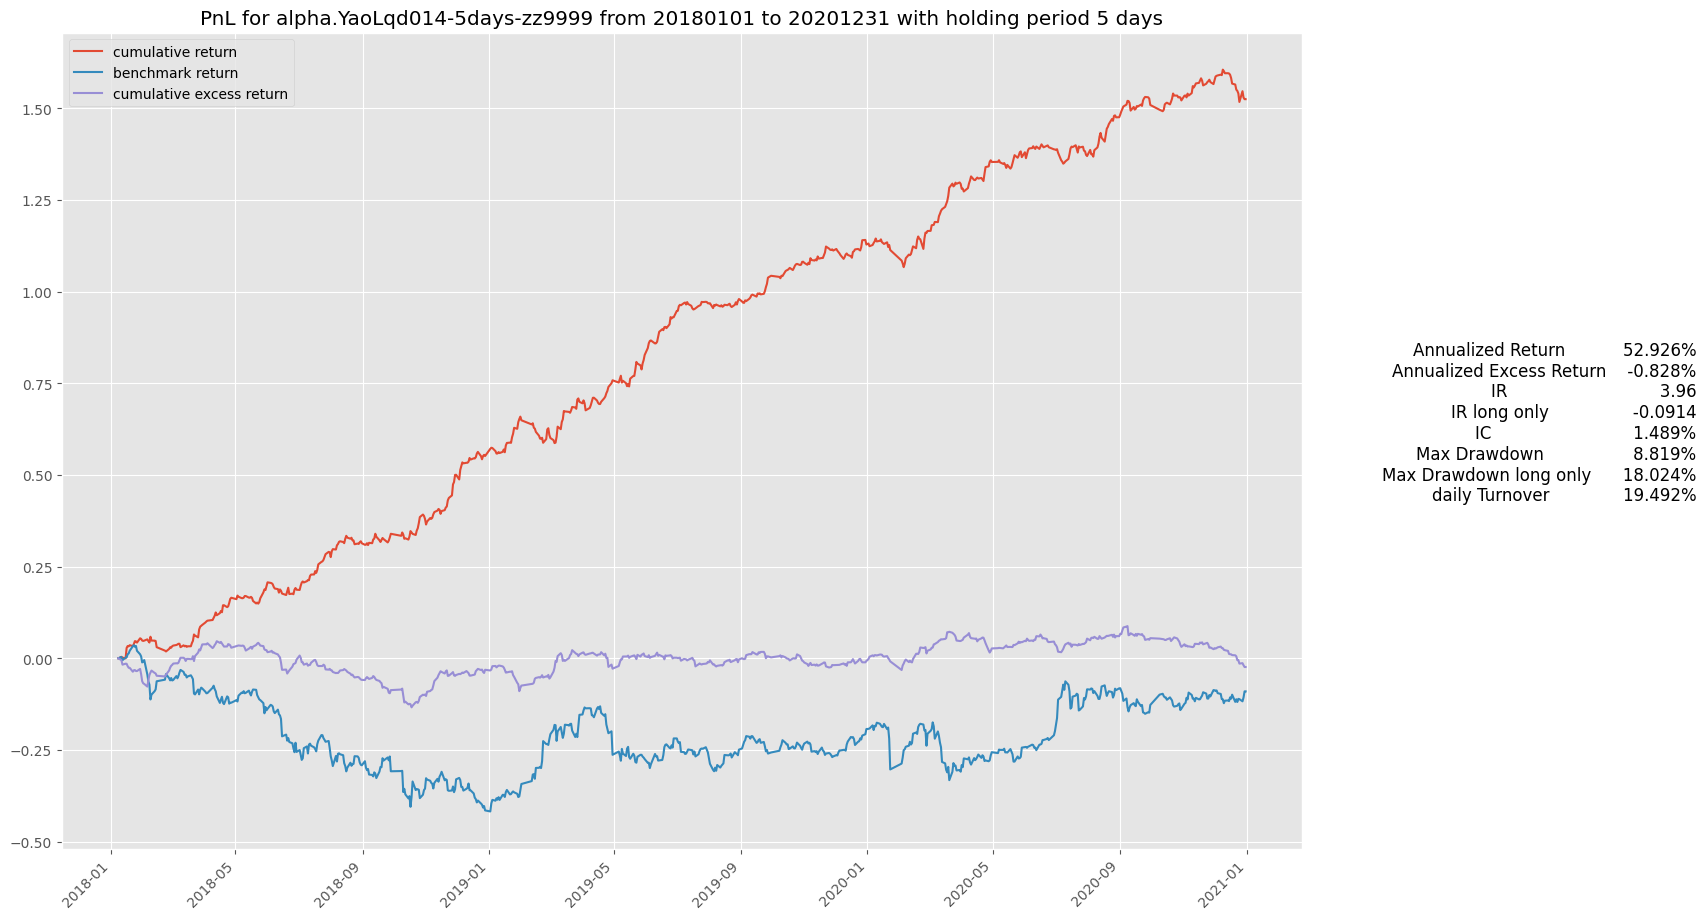 PnL for alpha.YaoLqd014-5days-zz9999 from 20180101 to 20201231 with holding period 5 days
cumulative return
benchmark return
cumulative excess return
1.50
1.25
1.00
0.75
0.50
0.25
0.00
−0.25
−0.50
2018-01
2018-05
2018-09
2019-01
2019-05
2019-09
2020-01
2020-05
2020-09
2021-01
Annualized Return 52.926%
Annualized Excess Return -0.828%
IR 3.96
IR long only -0.0914
IC 1.489%
Max Drawdown 8.819%
Max Drawdown long only 18.024%
daily Turnover 19.492%